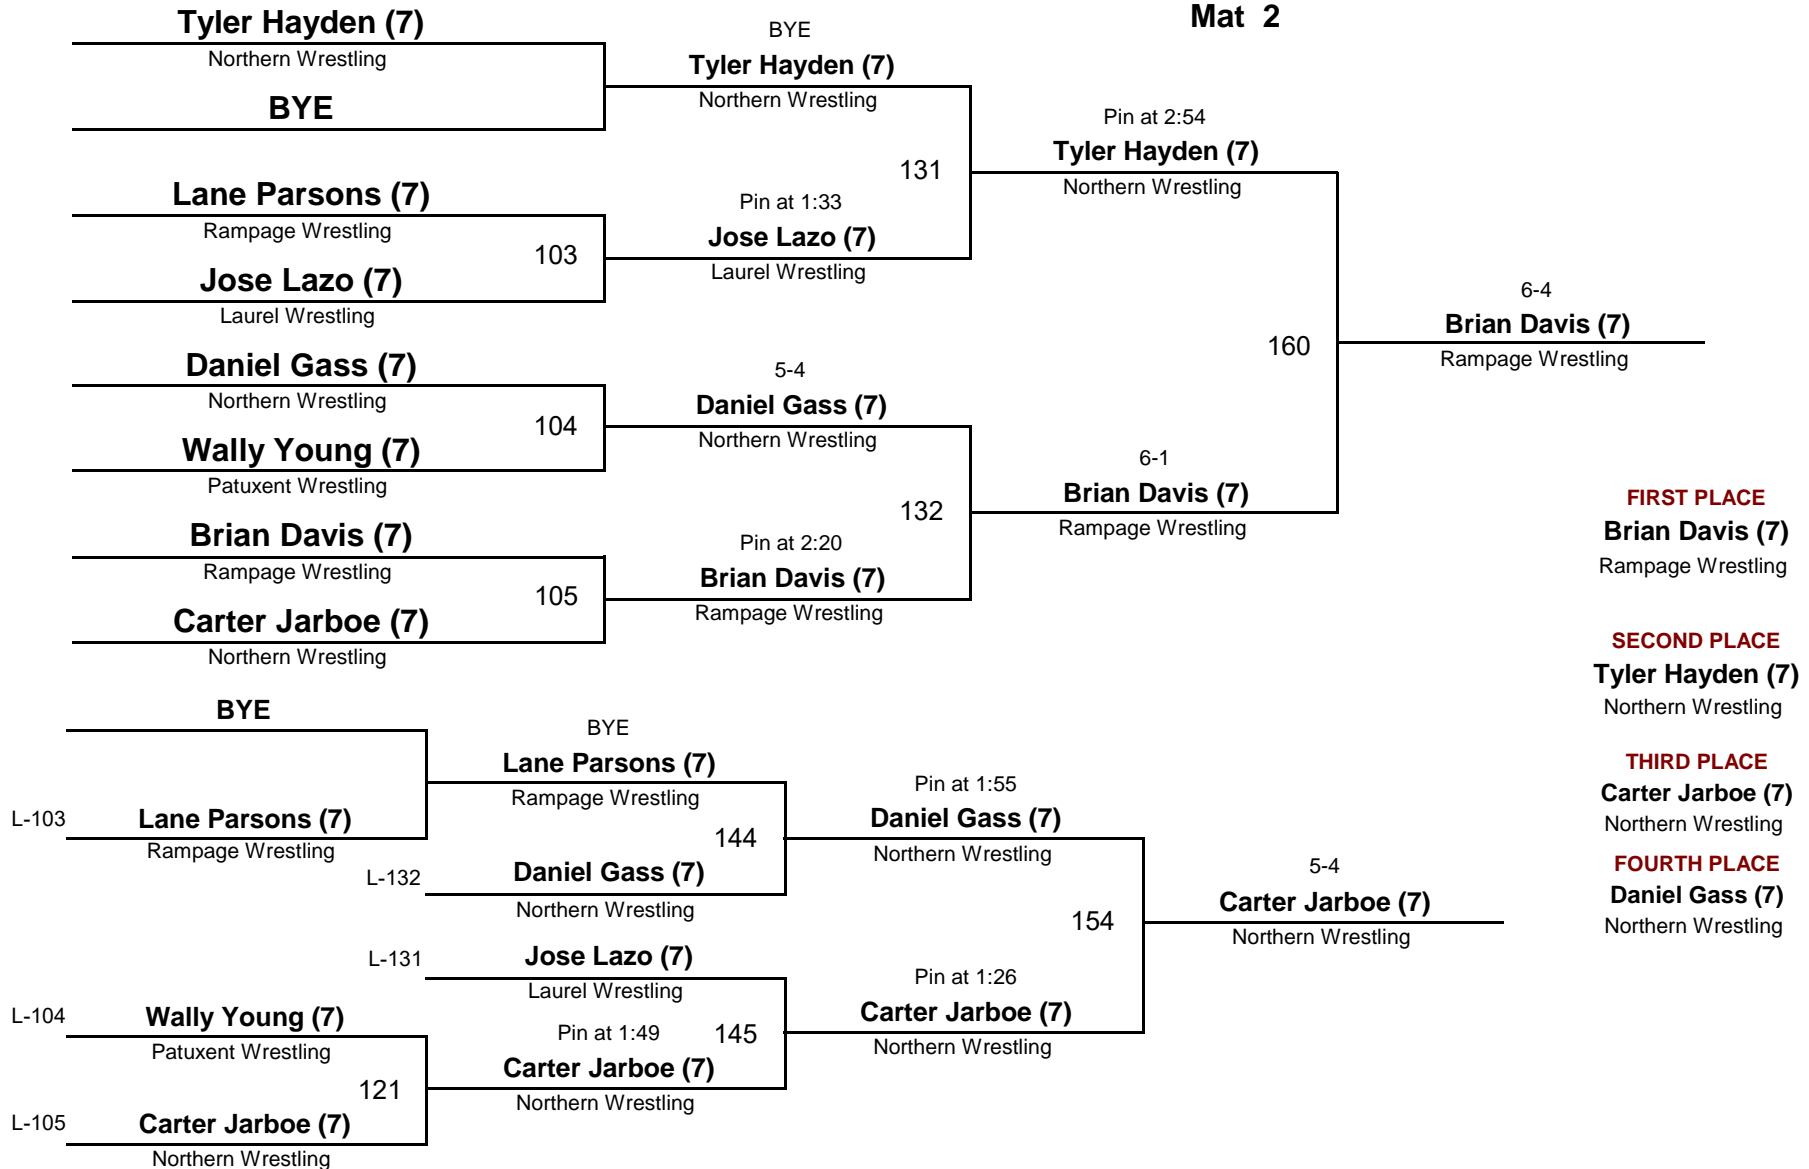 Mat 2
Tyler Hayden (7)
Northern Wrestling
BYE
Lane Parsons (7)
Rampage Wrestling
103
Jose Lazo (7)
Laurel Wrestling
Daniel Gass (7)
Northern Wrestling
104
Wally Young (7)
Patuxent Wrestling
Brian Davis (7)
Rampage Wrestling
105
Carter Jarboe (7)
Northern Wrestling
BYE
Tyler Hayden (7)
Northern Wrestling
131
Pin at 1:33
Jose Lazo (7)
Laurel Wrestling
5-4
Daniel Gass (7)
Northern Wrestling
132
Pin at 2:20
Brian Davis (7)
Rampage Wrestling
Pin at 2:54
Tyler Hayden (7)
Northern Wrestling
160
6-1
Brian Davis (7)
Rampage Wrestling
6-4
Brian Davis (7)
Rampage Wrestling
FIRST PLACE
Brian Davis (7)
Rampage Wrestling
SECOND PLACE
Tyler Hayden (7)
Northern Wrestling
THIRD PLACE
Carter Jarboe (7)
Northern Wrestling
FOURTH PLACE
Daniel Gass (7)
Northern Wrestling
BYE
L-103
Lane Parsons (7)
Rampage Wrestling
L-104
Wally Young (7)
Patuxent Wrestling
121
L-105
Carter Jarboe (7)
Northern Wrestling
BYE
Lane Parsons (7)
Rampage Wrestling
144
L-132
Daniel Gass (7)
Northern Wrestling
L-131
Jose Lazo (7)
Laurel Wrestling
145
Pin at 1:49
Carter Jarboe (7)
Northern Wrestling
Pin at 1:55
Daniel Gass (7)
Northern Wrestling
154
Pin at 1:26
Carter Jarboe (7)
Northern Wrestling
5-4
Carter Jarboe (7)
Northern Wrestling